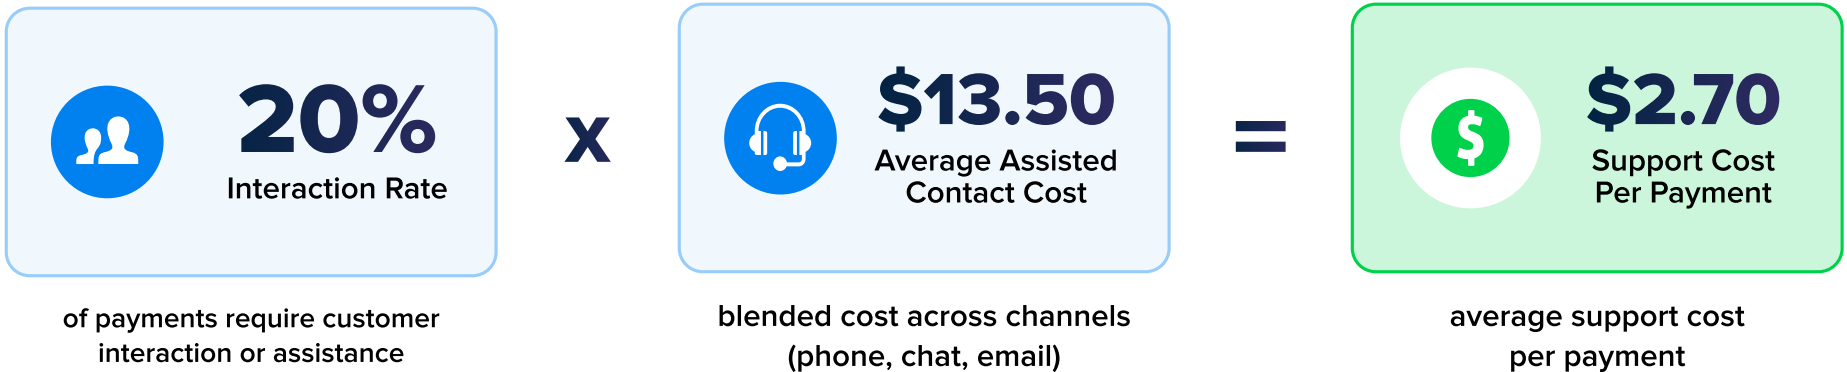 20%
Interaction Rate
of payments require customer
interaction or assistance
x
$13.50
Average Assisted
Contact Cost
blended cost across channels
(phone, chat, email)
=
$
$2.70
Support Cost
Per Payment
average support cost
per payment